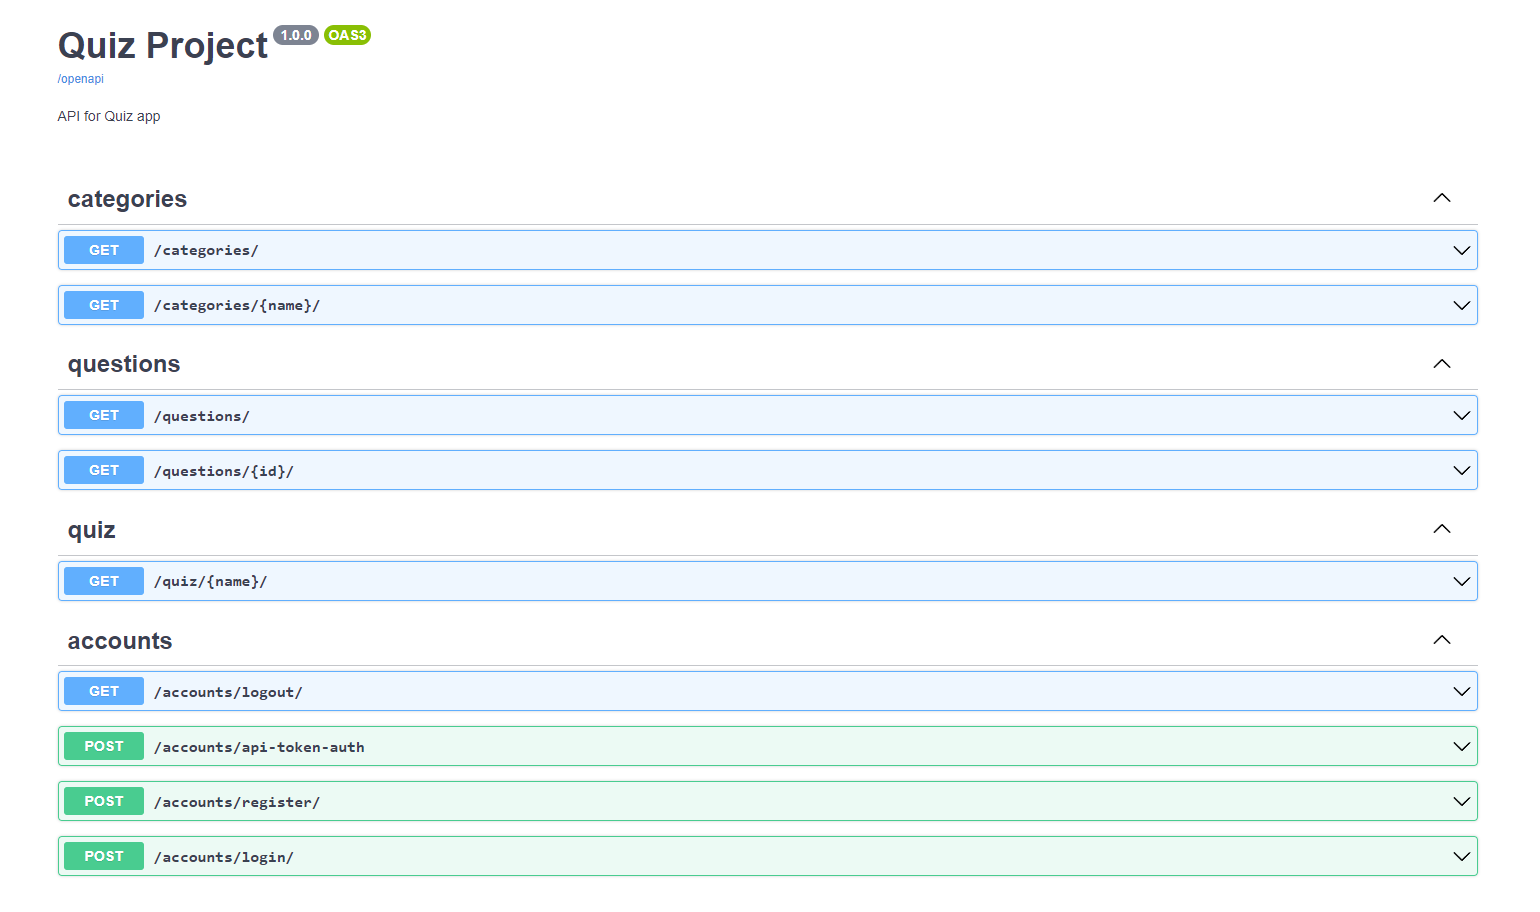 Quiz Project 1.0.0 OAS3
/openapi
API for Quiz app
categories
GET /categories/
GET /categories/{name}/
questions
GET /questions/
GET /questions/{id}/
quiz
GET /quiz/{name}/
accounts
GET /accounts/logout/
POST /accounts/api-token-auth
POST /accounts/register/
POST /accounts/login/